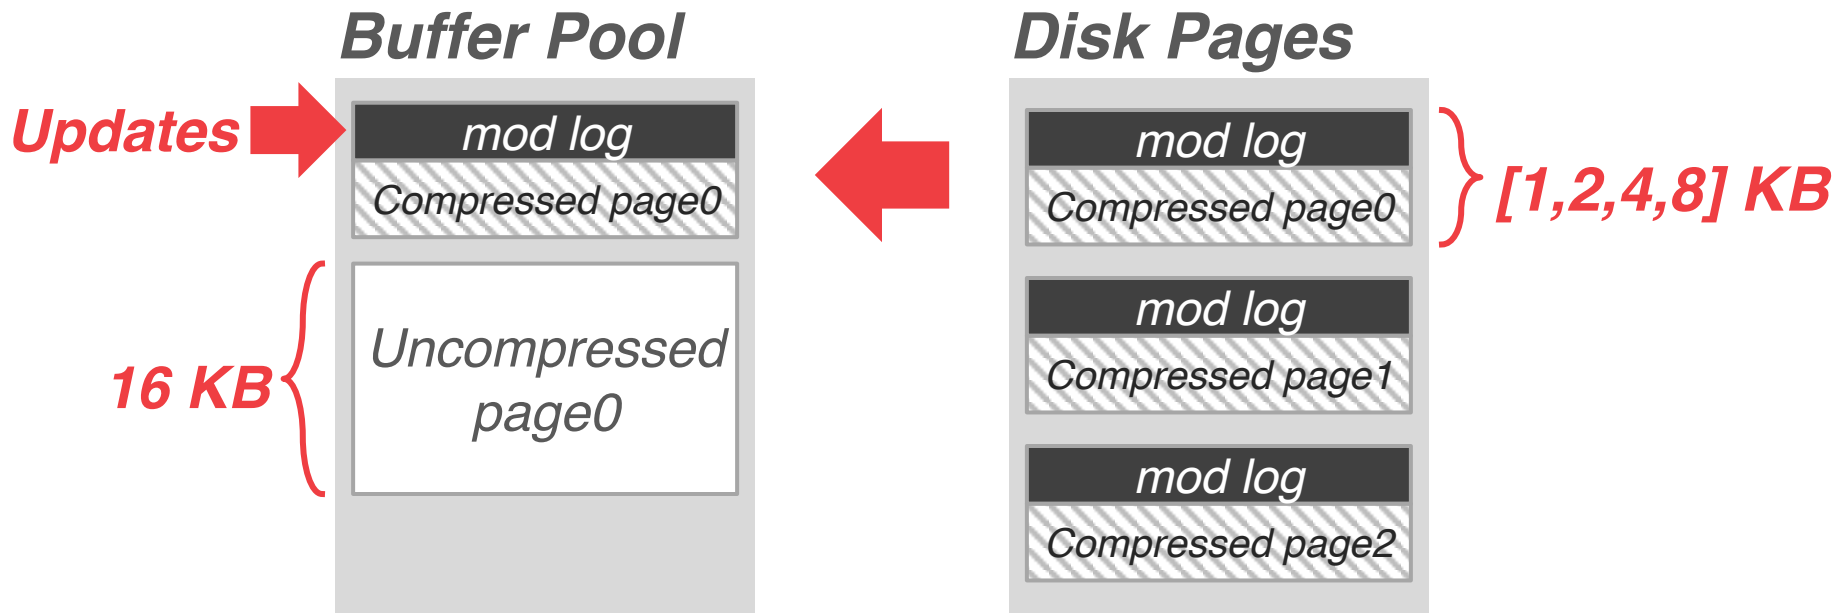 Buffer Pool
Updates
mod log
Compressed page0
16 KB
Uncompressed
page0
Disk Pages
mod log
Compressed page0
[1,2,4,8] KB
mod log
Compressed page1
mod log
Compressed page2